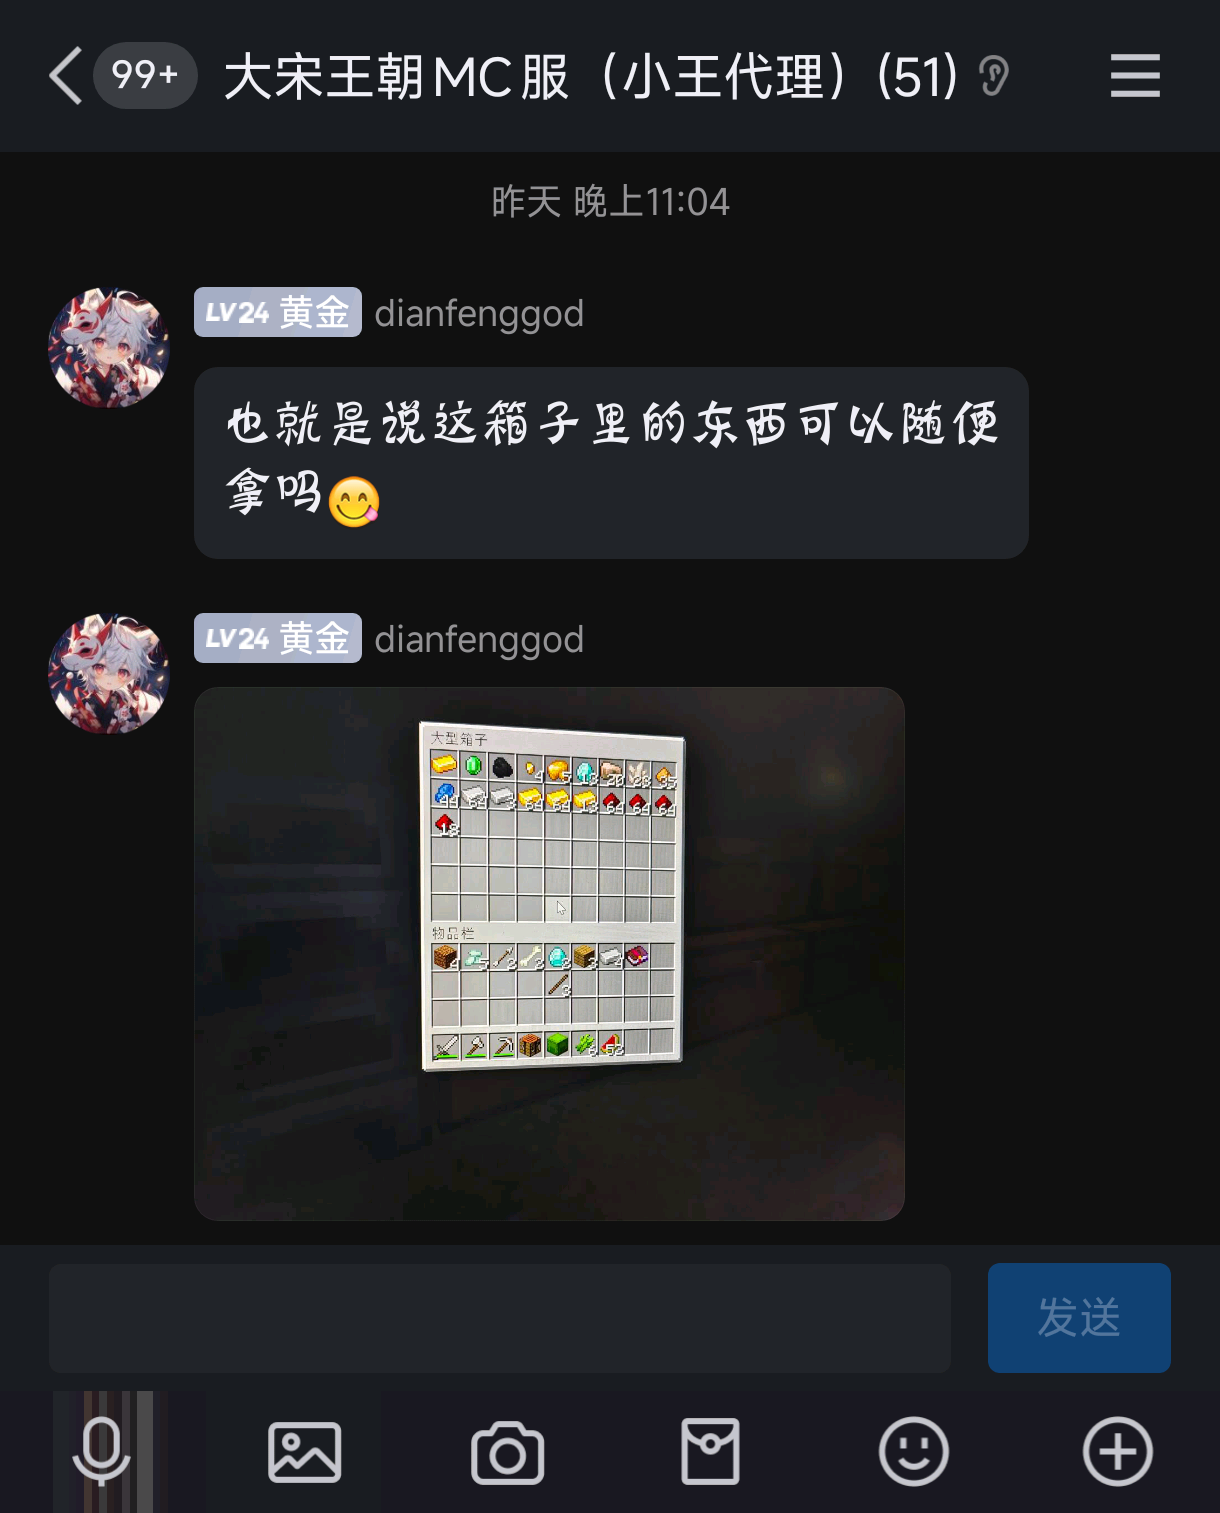 99+ 大宋王朝MC服（小王代理）(51)
昨天 晚上11:04
LV24 黄金 dianfenggod
也就是说这箱子里的东西可以随便
拿吗😋
LV24 黄金 dianfenggod
大型箱子
物品栏
发送